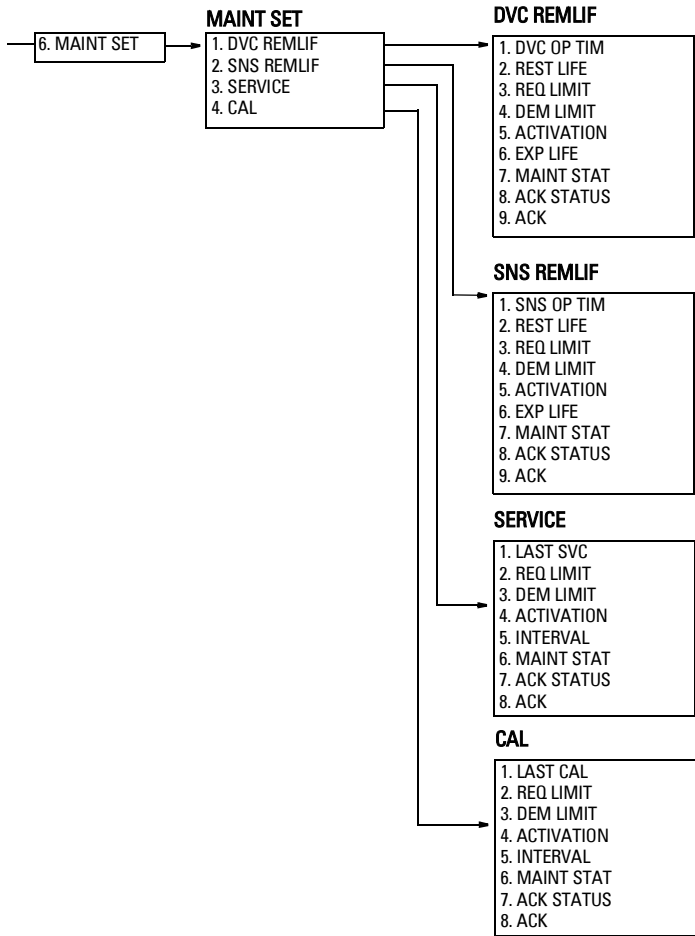 6. MAINT SET
MAINT SET
1. DVC REMLIF
2. SNS REMLIF
3. SERVICE
4. CAL
DVC REMLIF
1. DVC OP TIM
2. REST LIFE
3. REQ LIMIT
4. DEM LIMIT
5. ACTIVATION
6. EXP LIFE
7. MAINT STAT
8. ACK STATUS
9. ACK
SNS REMLIF
1. SNS OP TIM
2. REST LIFE
3. REQ LIMIT
4. DEM LIMIT
5. ACTIVATION
6. EXP LIFE
7. MAINT STAT
8. ACK STATUS
9. ACK
SERVICE
1. LAST SVC
2. REQ LIMIT
3. DEM LIMIT
4. ACTIVATION
5. INTERVAL
6. MAINT STAT
7. ACK STATUS
8. ACK
CAL
1. LAST CAL
2. REQ LIMIT
3. DEM LIMIT
4. ACTIVATION
5. INTERVAL
6. MAINT STAT
7. ACK STATUS
8. ACK